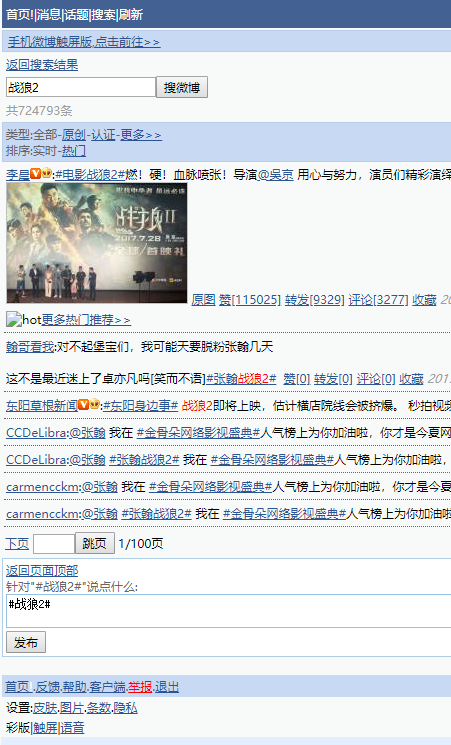 首页!|消息|话题|搜索|刷新
手机微博触屏版,点击前往>>
返回搜索结果
战狼2 搜微博
共724793条
类型:全部-原创-认证-更多>>
排序:实时-热门
李晨:#电影战狼2#燃！硬！血脉喷张！导演@吴京 用心与努力，演员们精彩演绎
战狼II
2017.7.28
全球首映礼
原图 赞[115025] 转发[9329] 评论[3277] 收藏 20
hot更多热门推荐>>
翰哥看我:对不起堡宝们，我可能天要脱粉张翰几天
这不是最近迷上了卓亦凡吗[笑而不语]#张翰战狼2# 赞[0] 转发[0] 评论[0] 收藏 201
东阳草根新闻:#东阳身边事# 战狼2即将上映，估计横店院线会被挤爆。 秒拍视频
CCDeLibra:@张翰 我在 #金骨朵网络影视盛典#人气榜上为你加油啦，你才是今夏网
CCDeLibra:@张翰 #张翰战狼2# 我在 #金骨朵网络影视盛典#人气榜上为你加油啦，
carmencckm:@张翰 我在 #金骨朵网络影视盛典#人气榜上为你加油啦，你才是今夏
carmencckm:@张翰 #张翰战狼2# 我在 #金骨朵网络影视盛典#人气榜上为你加油啦
下页 跳页 1/100页
返回页面顶部
针对"#战狼2#"说点什么:
#战狼2#
发布
首页.反馈.帮助.客户端.举报.退出
设置:皮肤.图片.条数.隐私
彩版|触屏|语音